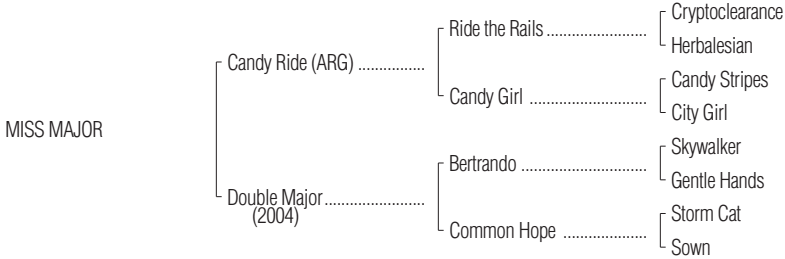 Cryptoclearance
Ride the Rails ........................
Herbalesian
Candy Ride (ARG) ................
Candy Stripes
Candy Girl ............................
City Girl
MISS MAJOR
Skywalker
Bertrando ..............................
Gentle Hands
Double Major ........................
(2004)
Storm Cat
Common Hope ....................
Sown